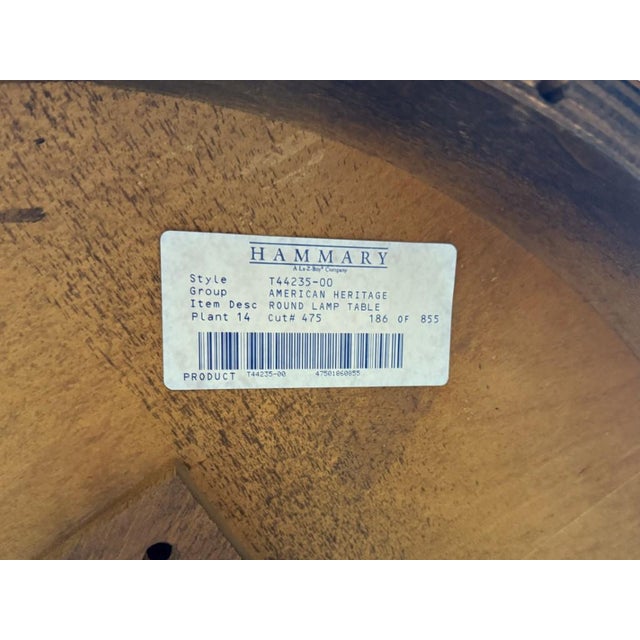 HAMMARY
A La-Z-Boy® Company
Style T44235-00
Group AMERICAN HERITAGE
Item Desc ROUND LAMP TABLE
Plant 14 Cut# 475 186 OF 855
PRODUCT T44235-00 47501860855